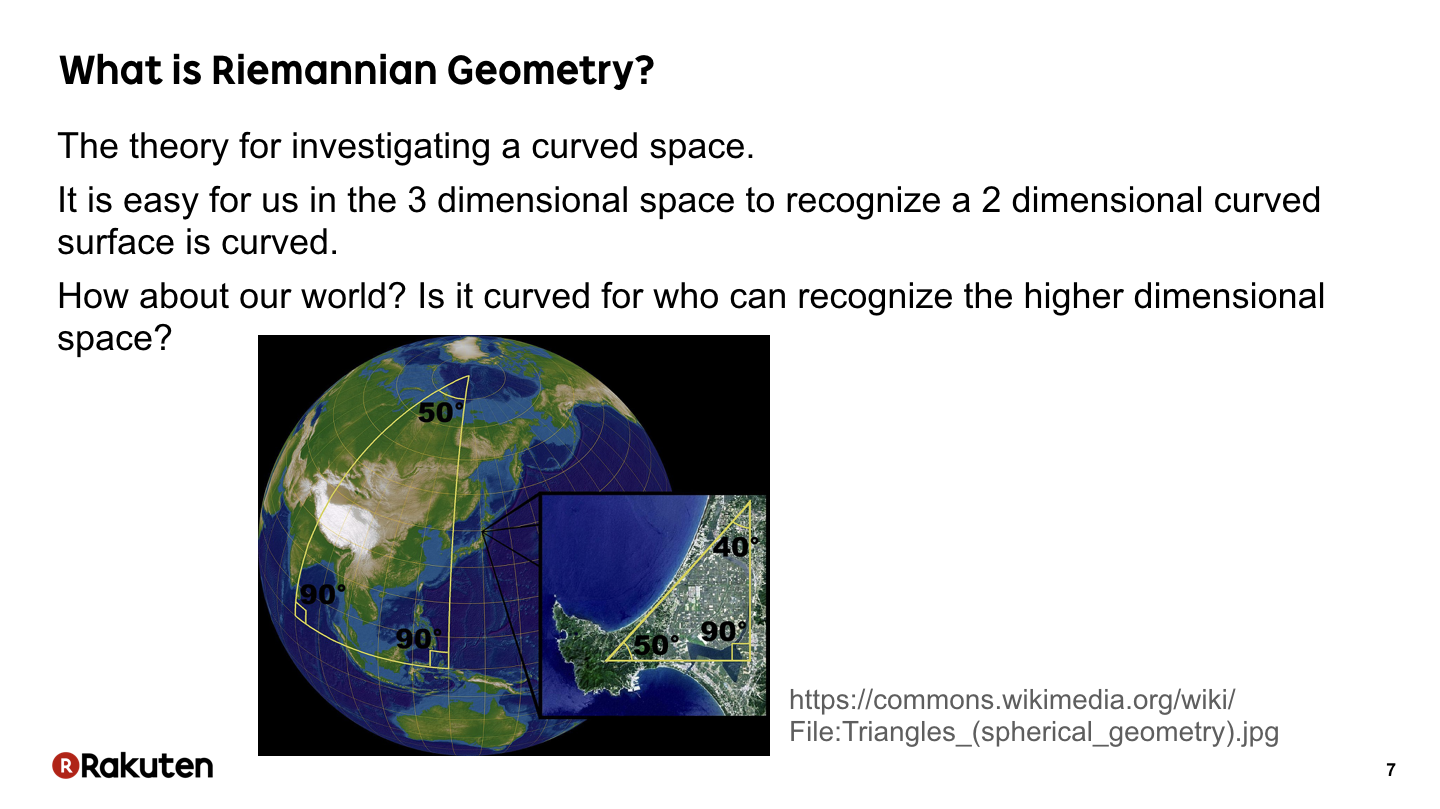 What is Riemannian Geometry?
The theory for investigating a curved space.
It is easy for us in the 3 dimensional space to recognize a 2 dimensional curved
surface is curved.
How about our world? Is it curved for who can recognize the higher dimensional
space?
50°
90°
90°
40°
50°
90°
https://commons.wikimedia.org/wiki/
File:Triangles_(spherical_geometry).jpg
R Rakuten
7